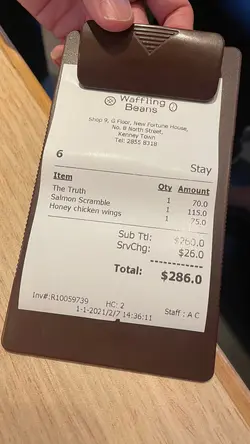 Waffling
Beans
Shop 9, G Floor, New Fortune House,
No. 8 North Street,
Kenney Town
Tel: 2855 8318
6 Stay
Item Qty Amount
The Truth 1 70.0
Salmon Scramble 1 115.0
Honey chicken wings 1 75.0
Sub Ttl: $260.0
SrvChg: $26.0
Total: $286.0
Inv#:R10059739 HC: 2
1-1-2021/2/7 14:36:11 Staff : A C